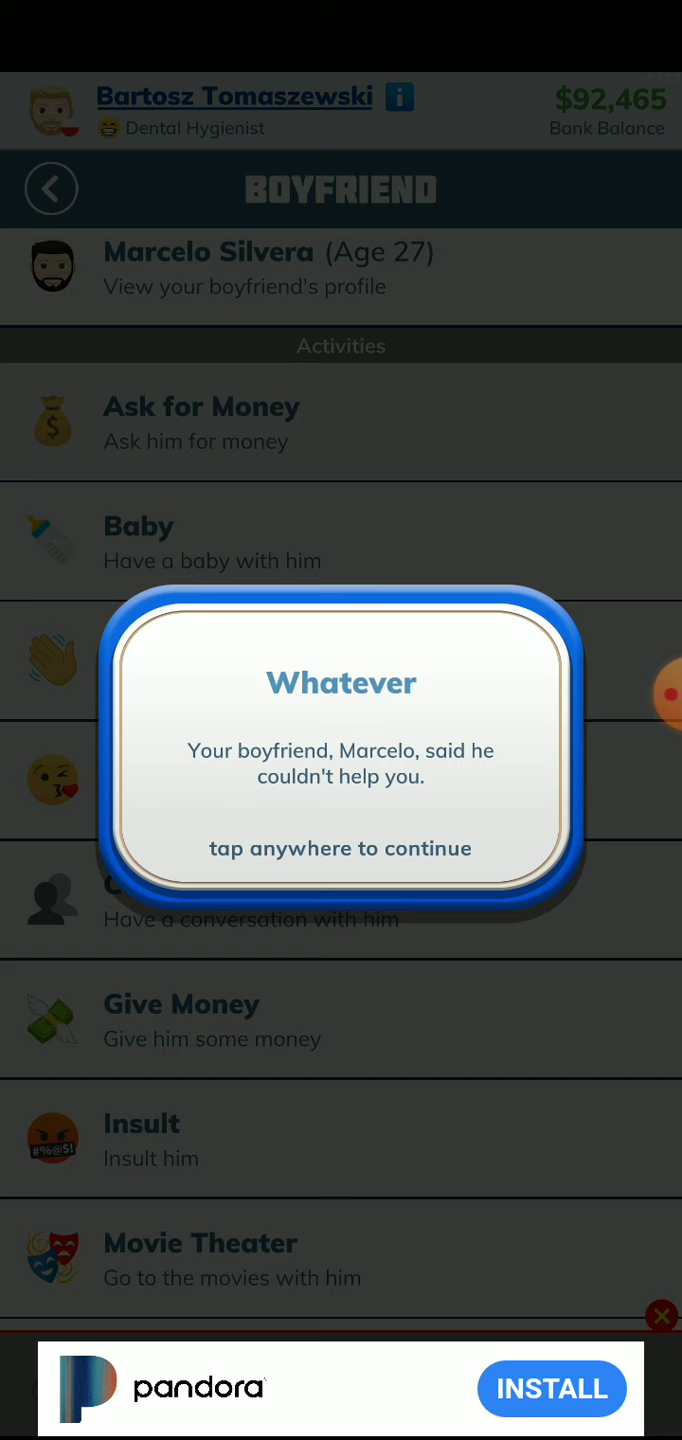 Bartosz Tomaszewski i
$92,465
Dental Hygienist
Bank Balance
BOYFRIEND
Marcelo Silvera (Age 27)
View your boyfriend's profile
Activities
$
Ask for Money
Ask him for money
Baby
Have a baby with him
Whatever
Your boyfriend, Marcelo, said he
couldn't help you.
tap anywhere to continue
Have a conversation with him
Give Money
Give him some money
#%@$!
Insult
Insult him
Movie Theater
Go to the movies with him
pandora
INSTALL